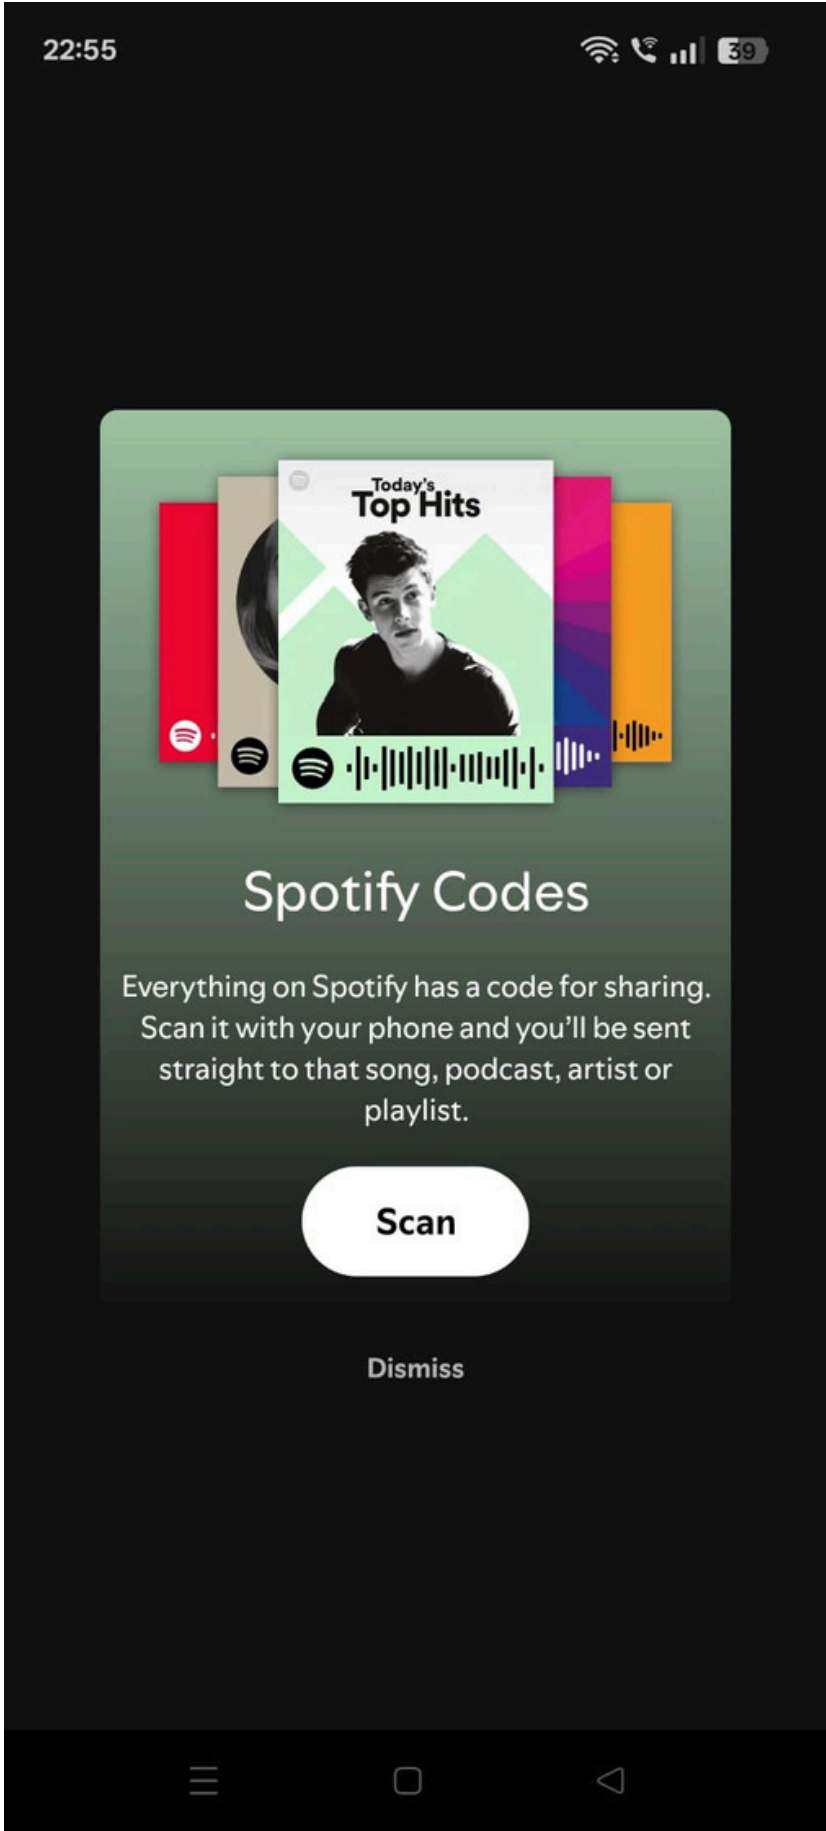 22:55
39
Today's
Top Hits
Spotify Codes
Everything on Spotify has a code for sharing.
Scan it with your phone and you'll be sent
straight to that song, podcast, artist or
playlist.
Scan
Dismiss